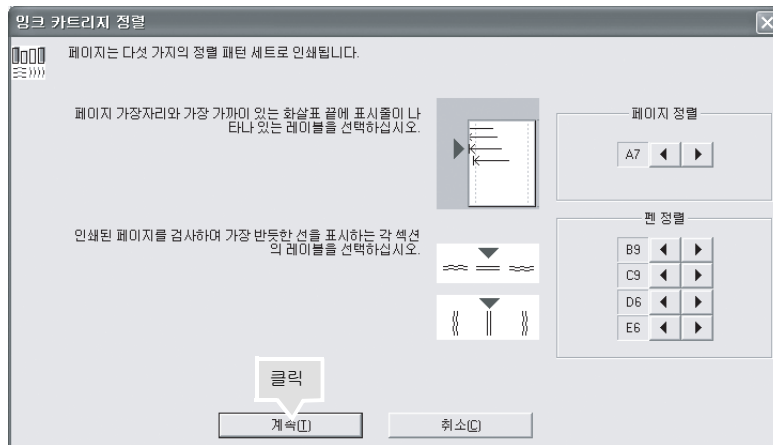 잉크 카트리지 정렬
페이지는 다섯 가지의 정렬 패턴 세트로 인쇄됩니다.
페이지 가장자리와 가장 가까이 있는 화살표 끝에 표시줄이 나
타나 있는 레이블을 선택하십시오.
페이지 정렬
A7
인쇄된 페이지를 검사하여 가장 반듯한 선을 표시하는 각 섹션
의 레이블을 선택하십시오.
펜 정렬
B9
C9
D6
E6
클릭
계속(T)
취소(C)